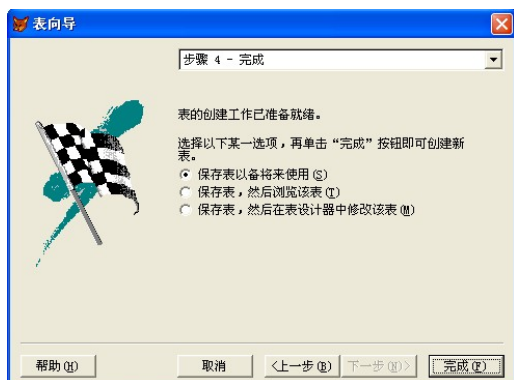 表向导
步骤 4 - 完成
表的创建工作已准备就绪。
选择以下某一选项，再单击“完成”按钮即可创建新
表。
保存表以备将来使用(S)
保存表，然后浏览该表(T)
保存表，然后在表设计器中修改该表(M)
帮助(H) 取消 <上一步(B) 下一步(N)> 完成(F)